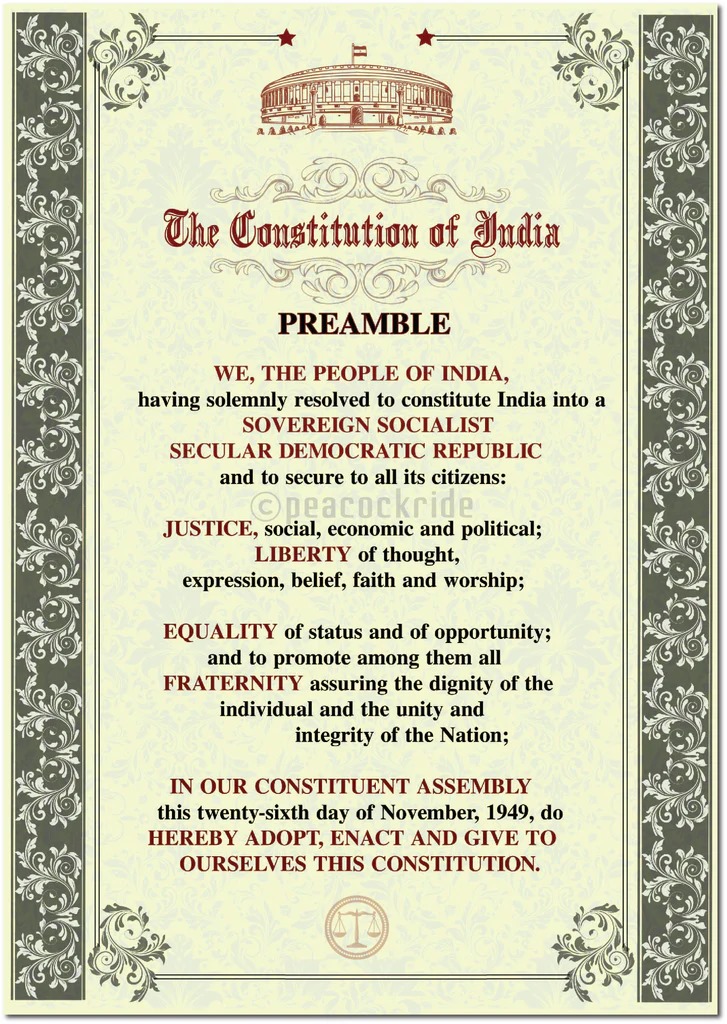 The Constitution of India
PREAMBLE
WE, THE PEOPLE OF INDIA,
having solemnly resolved to constitute India into a
SOVEREIGN SOCIALIST
SECULAR DEMOCRATIC REPUBLIC
and to secure to all its citizens:
©peacockride
JUSTICE, social, economic and political;
LIBERTY of thought,
expression, belief, faith and worship;
EQUALITY of status and of opportunity;
and to promote among them all
FRATERNITY assuring the dignity of the
individual and the unity and
integrity of the Nation;
IN OUR CONSTITUENT ASSEMBLY
this twenty-sixth day of November, 1949, do
HEREBY ADOPT, ENACT AND GIVE TO
OURSELVES THIS CONSTITUTION.